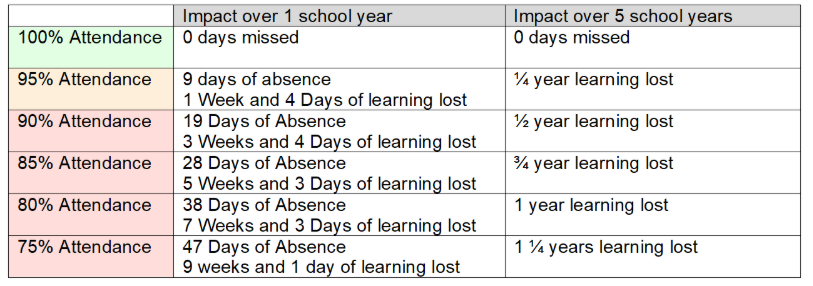 Impact over 1 school year Impact over 5 school years
100% Attendance 0 days missed 0 days missed
95% Attendance 9 days of absence ¼ year learning lost
1 Week and 4 Days of learning lost
90% Attendance 19 Days of Absence ½ year learning lost
3 Weeks and 4 Days of learning lost
85% Attendance 28 Days of Absence ¾ year learning lost
5 Weeks and 3 Days of learning lost
80% Attendance 38 Days of Absence 1 year learning lost
7 Weeks and 3 Days of learning lost
75% Attendance 47 Days of Absence 1 ¼ years learning lost
9 weeks and 1 day of learning lost